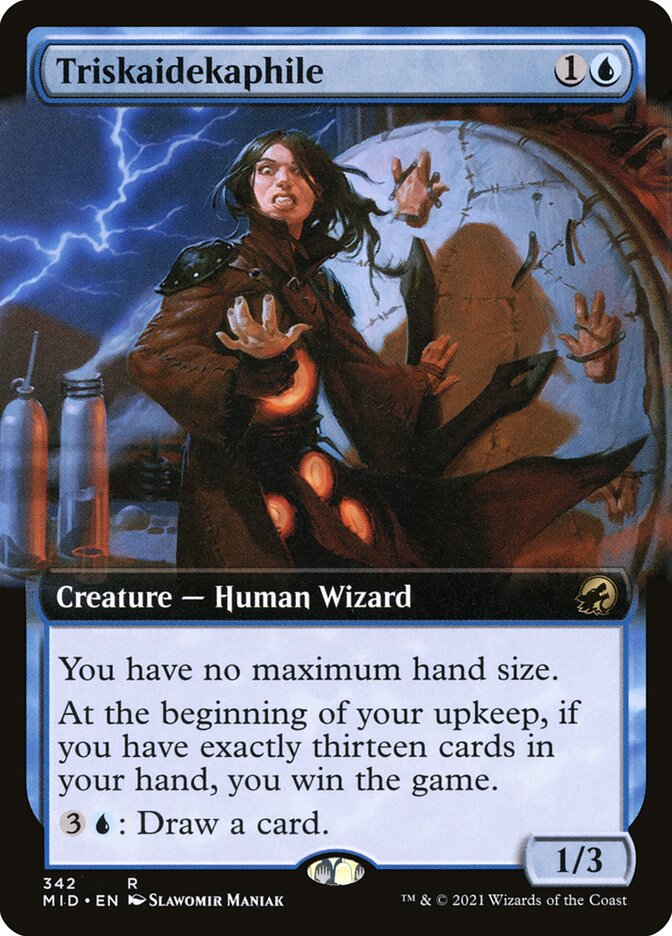 Triskaidekaphile 1
Creature — Human Wizard
You have no maximum hand size.
At the beginning of your upkeep, if
you have exactly thirteen cards in
your hand, you win the game.
3 : Draw a card.
1/3
342 R
MID • EN Slawomir Maniak ™ & © 2021 Wizards of the Coast